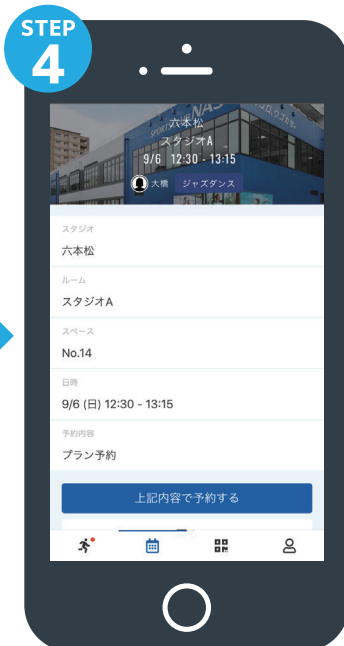 STEP
4
六本松
スタジオA
9/6 12:30 - 13:15
大橋 ジャズダンス
SPORT
NAS
スタジオ
六本松
ルーム
スタジオA
スペース
No.14
日時
9/6 (日) 12:30 - 13:15
予約内容
プラン予約
上記内容で予約する